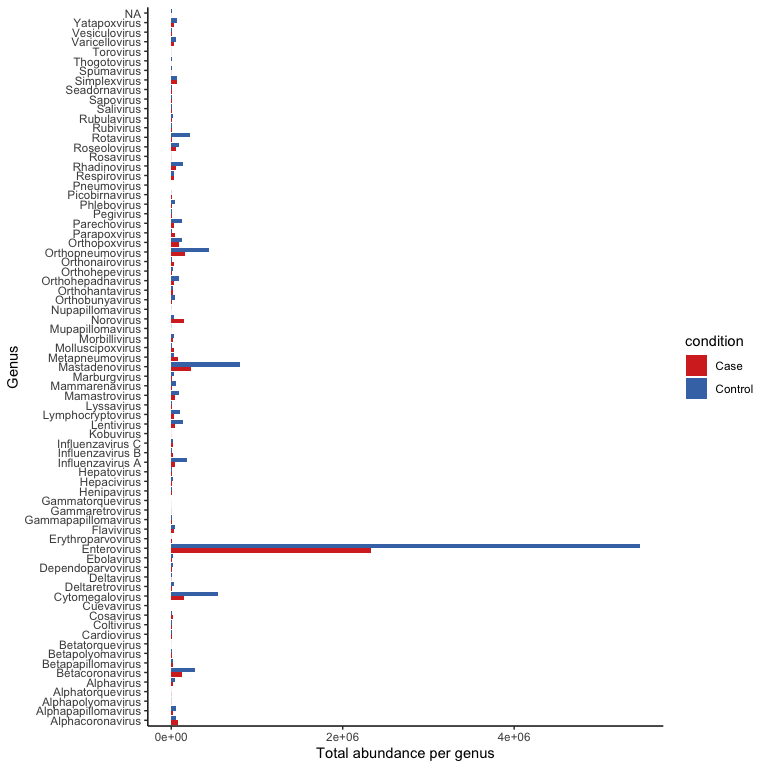 NA
Yatapoxvirus
Vesiculovirus
Varicellovirus
Torovirus
Thogotovirus
Spumavirus
Simplexvirus
Seadornavirus
Sapovirus
Salivirus
Rubulavirus
Rubivirus
Rotavirus
Roseolovirus
Rosavirus
Rhadinovirus
Respirovirus
Pneumovirus
Picobirnavirus
Phlebovirus
Pegivirus
Parechovirus
Parapoxvirus
Orthopoxvirus
Orthopneumovirus
Orthonairovirus
Orthohepevirus
Orthohepadnavirus
Orthohantavirus
Orthobunyavirus
Nupapillomavirus
Norovirus
Mupapillomavirus
Morbillivirus
Molluscipoxvirus
Metapneumovirus
Mastadenovirus
Marburgvirus
Mammarenavirus
Mamastrovirus
Lyssavirus
Lymphocryptovirus
Lentivirus
Kobuvirus
Influenzavirus C
Influenzavirus B
Influenzavirus A
Hepatovirus
Hepacivirus
Henipavirus
Gammatorquevirus
Gammaretrovirus
Gammapapillomavirus
Flavivirus
Erythroparvovirus
Enterovirus
Ebolavirus
Dependoparvovirus
Deltavirus
Deltaretrovirus
Cytomegalovirus
Cuevavirus
Cosavirus
Coltivirus
Cardiovirus
Betatorquevirus
Betapolyomavirus
Betapapillomavirus
Betacoronavirus
Alphavirus
Alphatorquevirus
Alphapolyomavirus
Alphapapillomavirus
Alphacoronavirus
Genus
0e+00 2e+06 4e+06
Total abundance per genus
condition
Case
Control